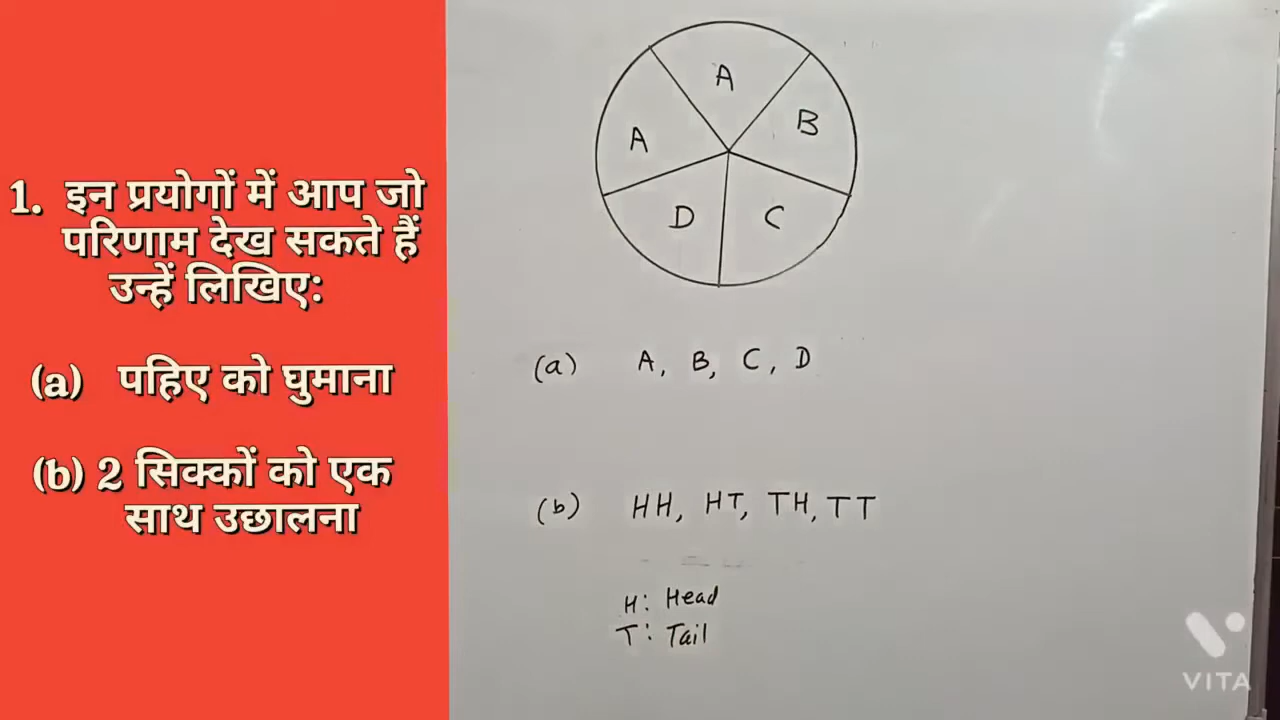 1. इन प्रयोगों में आप जो
परिणाम देख सकते हैं
उन्हें लिखिए:
(a) पहिए को घुमाना
(b) 2 सिक्कों को एक
साथ उछालना
A
A
B
D
C
(a) A, B, C, D
(b) HH, HT, TH, TT
H: Head
T: Tail
VITA